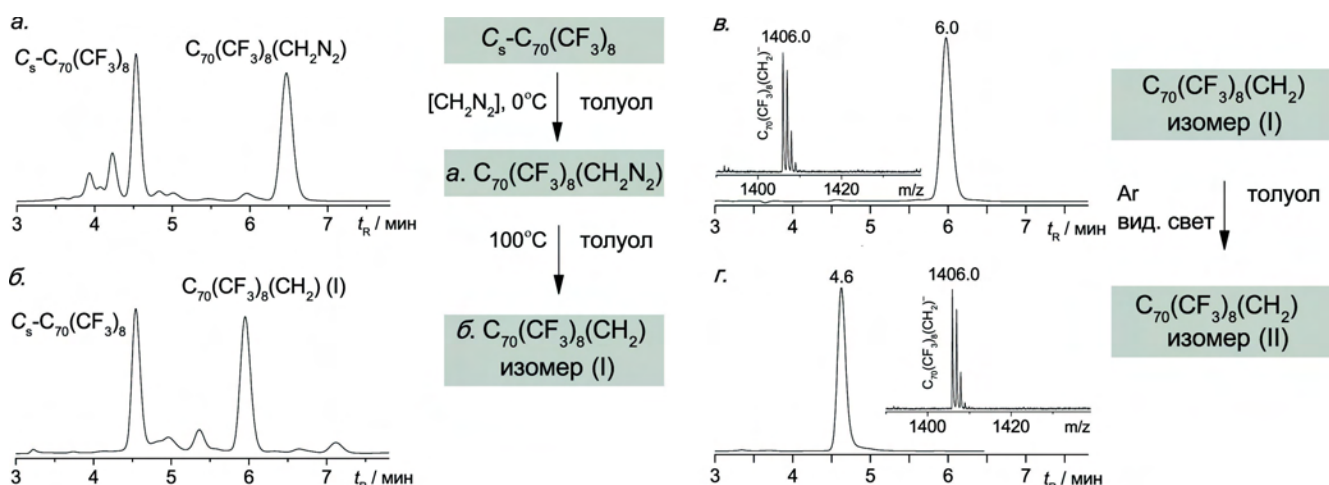 а.
Cₛ-C₇₀(CF₃)₈
C₇₀(CF₃)₈(CH₂N₂)
3 4 5 6 7 tR / мин
б.
Cₛ-C₇₀(CF₃)₈
C₇₀(CF₃)₈(CH₂) (I)
3 4 5 6 7 tR / мин
Cₛ-C₇₀(CF₃)₈
[CH₂N₂], 0°C толуол
а. C₇₀(CF₃)₈(CH₂N₂)
100°C толуол
б. C₇₀(CF₃)₈(CH₂)
изомер (I)
в.
1406.0
C₇₀(CF₃)₈(CH₂)⁻
1400 1420 m/z
6.0
3 4 5 6 7 tR / мин
г.
4.6
1406.0
C₇₀(CF₃)₈(CH₂)⁻
1400 1420 m/z
3 4 5 6 7 tR / мин
C₇₀(CF₃)₈(CH₂)
изомер (I)
Ar толуол
вид. свет
C₇₀(CF₃)₈(CH₂)
изомер (II)